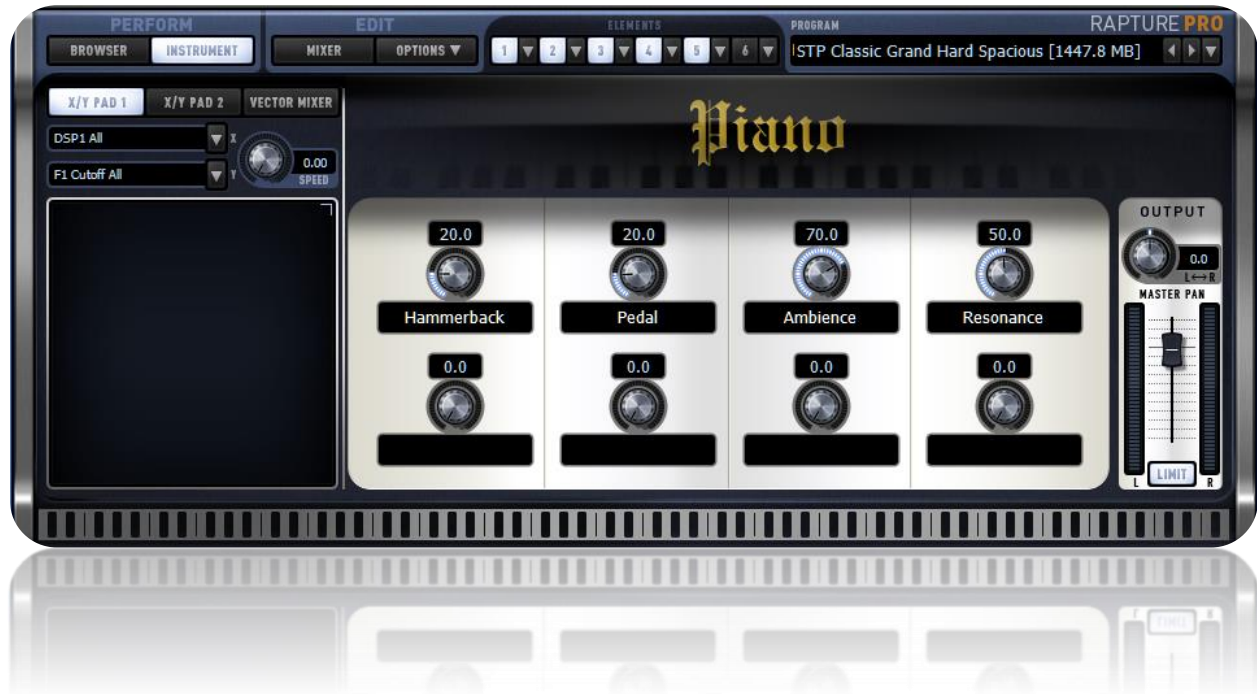 PERFORM
EDIT
ELEMENTS
PROGRAM
RAPTURE PRO
BROWSER
INSTRUMENT
MIXER
OPTIONS
1
2
3
4
5
6
STP Classic Grand Hard Spacious [1447.8 MB]
X/Y PAD 1
X/Y PAD 2
VECTOR MIXER
DSP1 All
X
F1 Cutoff All
Y
0.00
SPEED
Piano
20.0
20.0
70.0
50.0
Hammerback
Pedal
Ambience
Resonance
0.0
0.0
0.0
0.0
OUTPUT
0.0
L↔R
MASTER PAN
L
LIMIT
R